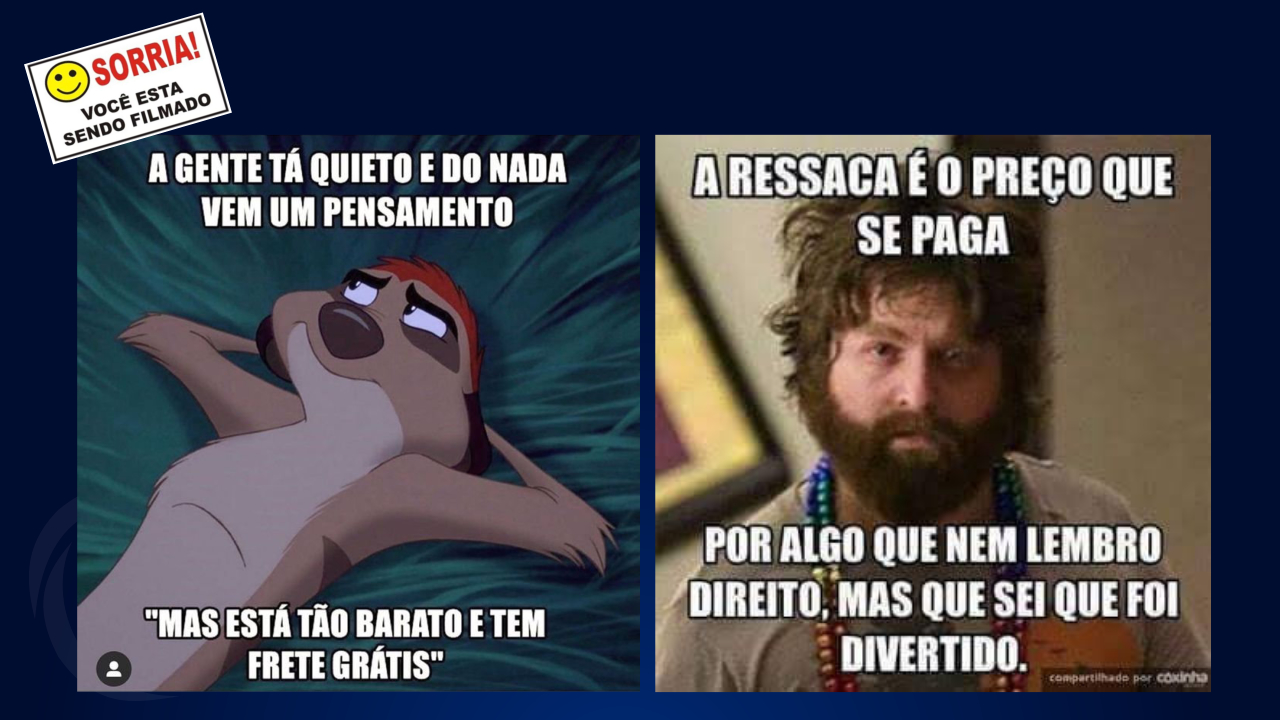 SORRIA!
VOCÊ ESTA
SENDO FILMADO
A GENTE TÁ QUIETO E DO NADA
VEM UM PENSAMENTO
"MAS ESTÁ TÃO BARATO E TEM
FRETE GRÁTIS"
A RESSACA É O PREÇO QUE
SE PAGA
POR ALGO QUE NEM LEMBRO
DIREITO, MAS QUE SEI QUE FOI
DIVERTIDO.
compartilhado por coxinha